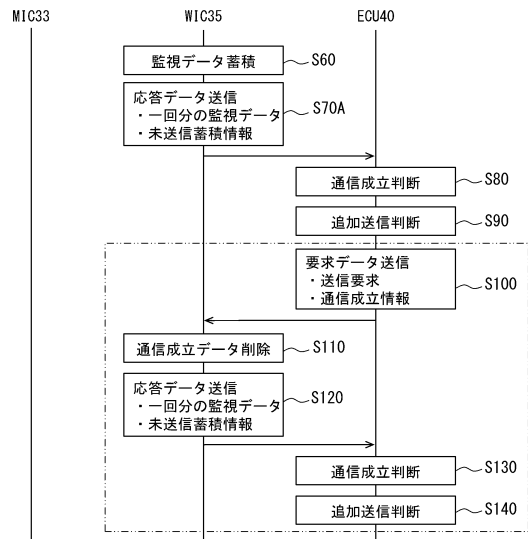 MIC33
WIC35
ECU40
監視データ蓄積
S60
応答データ送信
・一回分の監視データ
・未送信蓄積情報
S70A
通信成立判断
S80
追加送信判断
S90
要求データ送信
・送信要求
・通信成立情報
S100
通信成立データ削除
S110
応答データ送信
・一回分の監視データ
・未送信蓄積情報
S120
通信成立判断
S130
追加送信判断
S140